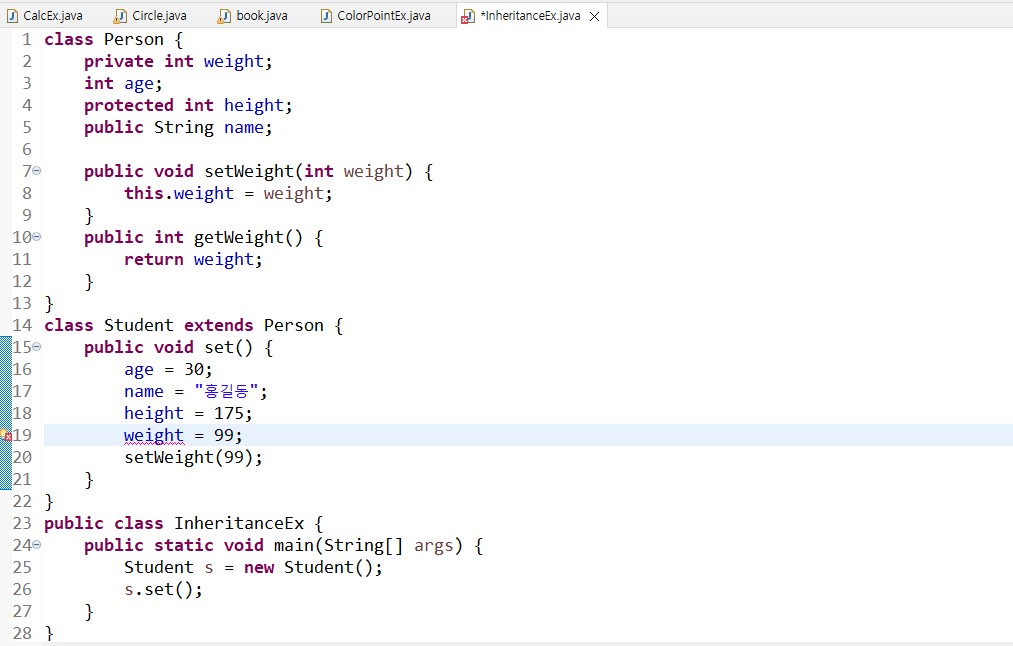 CalcEx.java Circle.java book.java ColorPointEx.java *InheritanceEx.java
1 class Person {
2     private int weight;
3     int age;
4     protected int height;
5     public String name;
6
7     public void setWeight(int weight) {
8         this.weight = weight;
9     }
10     public int getWeight() {
11         return weight;
12     }
13 }
14 class Student extends Person {
15     public void set() {
16         age = 30;
17         name = "홍길동";
18         height = 175;
19         weight = 99;
20         setWeight(99);
21     }
22 }
23 public class InheritanceEx {
24     public static void main(String[] args) {
25         Student s = new Student();
26         s.set();
27     }
28 }